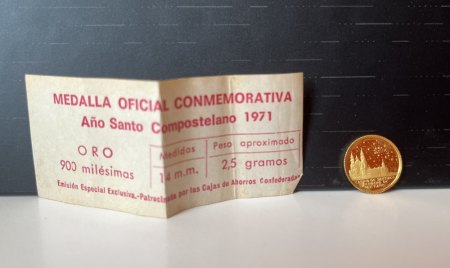 MEDALLA OFICIAL CONMEMORATIVA
Año Santo Compostelano 1971
ORO
900 milésimas
Medidas
14 m.m.
Peso aproximado
2,5 gramos
Emisión Especial Exclusiva.-Patrocinado por las Cajas de Ahorros Confederadas